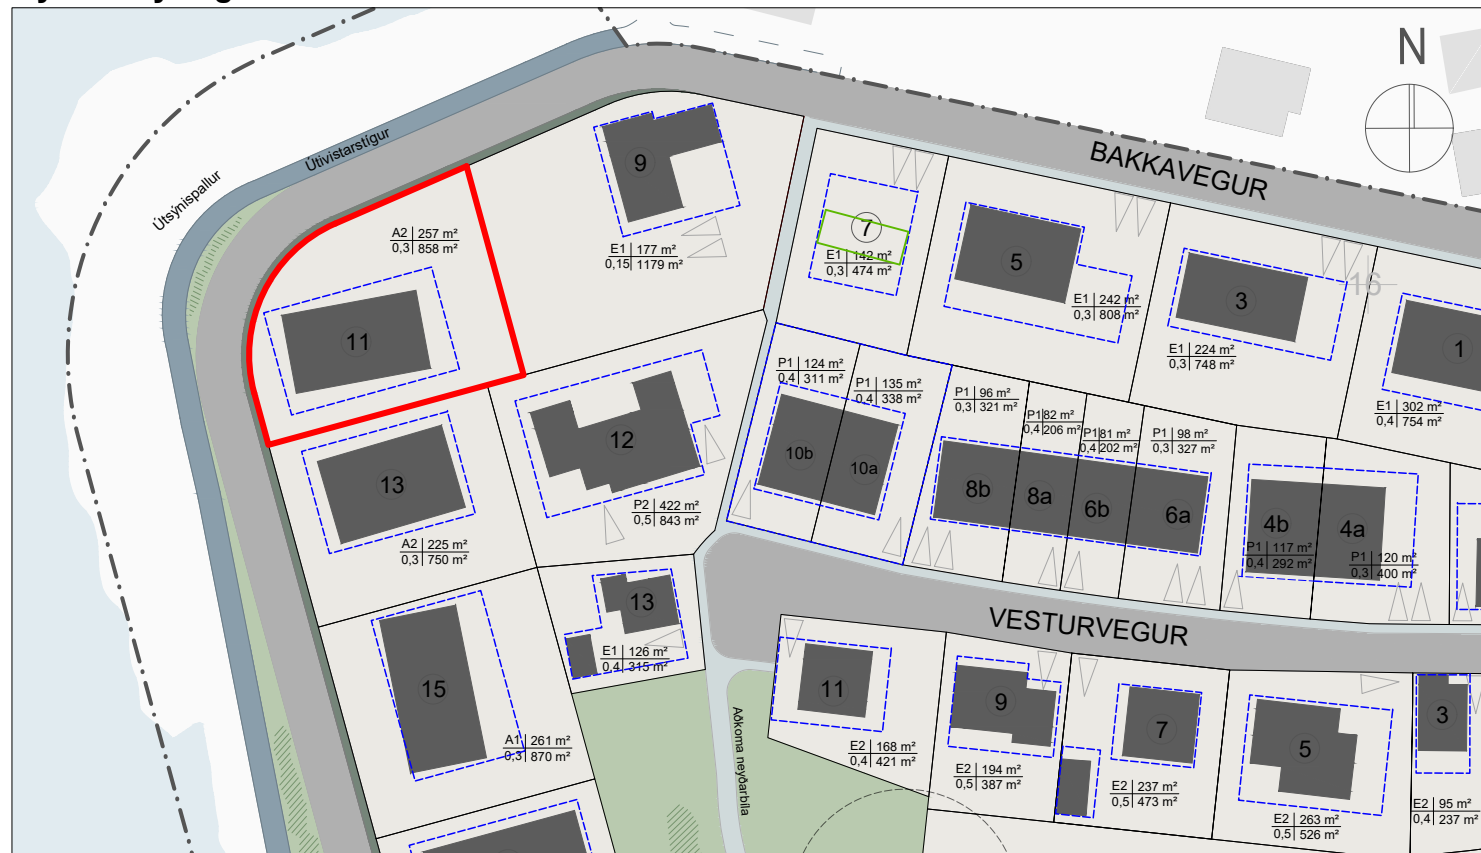 N
BAKKAVEGUR
Útivistarstígur
Útsýnispallur
9
E1 | 177 m²
0,15 | 1179 m²
A2 | 257 m²
0,3 | 858 m²
11
7
E1 | 142 m²
0,3 | 474 m²
5
E1 | 242 m²
0,3 | 808 m²
3
E1 | 224 m²
0,3 | 748 m²
16
1
E1 | 302 m²
0,4 | 754 m²
13
A2 | 225 m²
0,3 | 750 m²
12
P2 | 422 m²
0,5 | 843 m²
P1 | 124 m²
0,4 | 311 m²
10b
P1 | 135 m²
0,4 | 338 m²
10a
P1 | 96 m²
0,3 | 321 m²
8b
P1 | 82 m²
0,4 | 206 m²
8a
P1 | 81 m²
0,4 | 202 m²
6b
P1 | 98 m²
0,3 | 327 m²
6a
4b
P1 | 117 m²
0,4 | 292 m²
4a
P1 | 120 m²
0,3 | 400 m²
VESTURVEGUR
13
E1 | 126 m²
0,4 | 315 m²
15
A1 | 261 m²
0,3 | 870 m²
Aðkoma neyðarbíla
11
E2 | 168 m²
0,4 | 421 m²
9
E2 | 194 m²
0,5 | 387 m²
7
E2 | 237 m²
0,5 | 473 m²
5
E2 | 263 m²
0,5 | 526 m²
3
E2 | 95 m²
0,4 | 237 m²